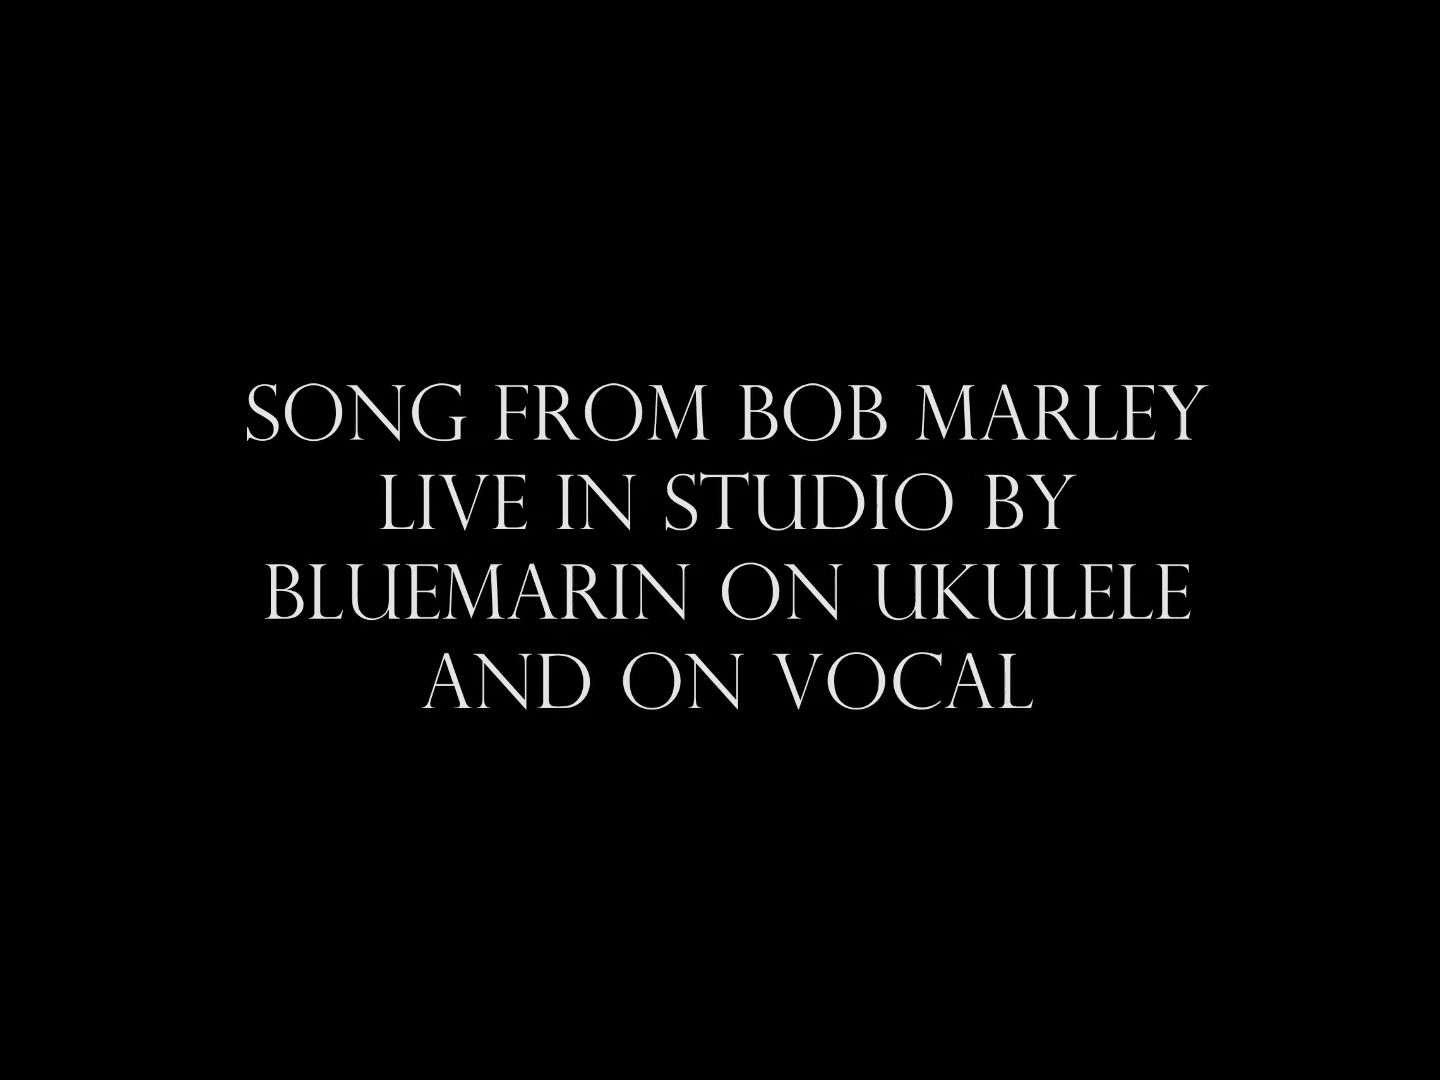 SONG FROM BOB MARLEY
LIVE IN STUDIO BY
BLUEMARIN ON UKULELE
AND ON VOCAL